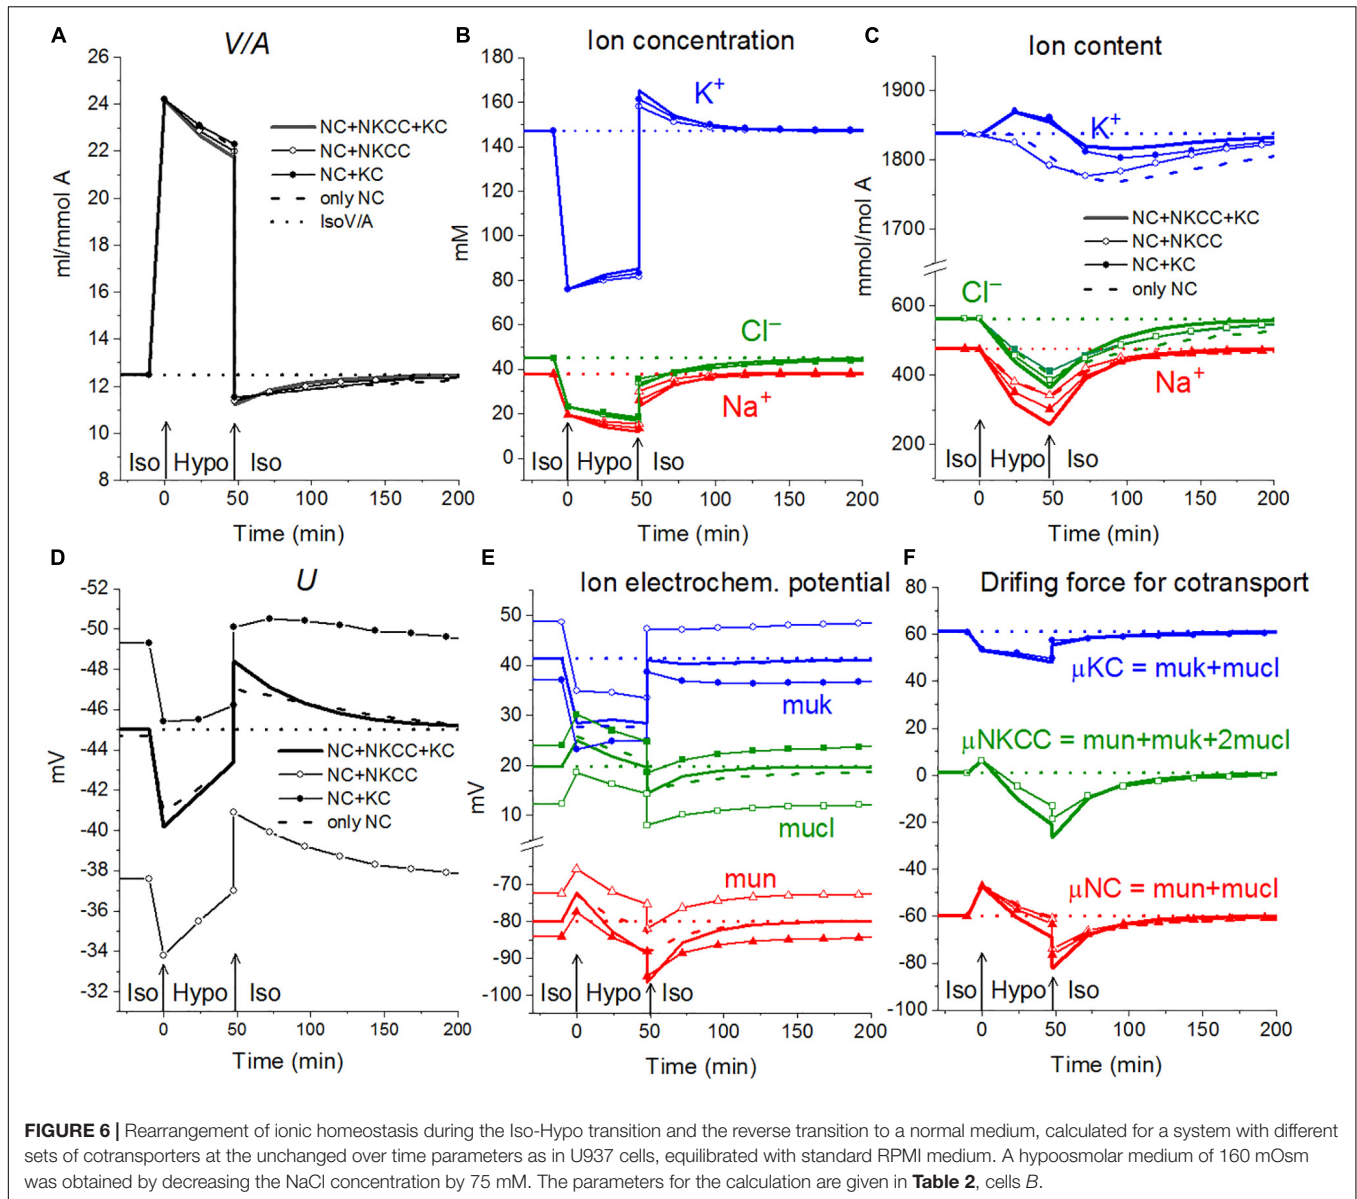 A
V/A
26
24
22
20
18
16
14
12
10
8
ml/mmol A
NC+NKCC+KC
NC+NKCC
NC+KC
only NC
IsoV/A
Iso Hypo Iso
0 50 100 150 200
Time (min)
B
Ion concentration
180
160
140
120
100
80
60
40
20
0
mM
K+
Cl−
Na+
Iso Hypo Iso
0 50 100 150 200
Time (min)
C
Ion content
1900
1800
1700
600
400
200
mmol/mol A
K+
NC+NKCC+KC
NC+NKCC
NC+KC
only NC
Cl−
Na+
Iso Hypo Iso
0 50 100 150 200
Time (min)
D
U
-52
-50
-48
-46
-44
-42
-40
-38
-36
-34
-32
mV
NC+NKCC+KC
NC+NKCC
NC+KC
only NC
Iso Hypo Iso
0 50 100 150 200
Time (min)
E
Ion electrochem. potential
50
40
30
20
10
-70
-80
-90
-100
mV
muk
mucl
mun
Iso Hypo Iso
0 50 100 150 200
Time (min)
F
Drifing force for cotransport
80
60
40
20
0
-20
-40
-60
-80
-100
μKC = muk+mucl
μNKCC = mun+muk+2mucl
μNC = mun+mucl
Iso Hypo Iso
0 50 100 150 200
Time (min)
FIGURE 6 | Rearrangement of ionic homeostasis during the Iso-Hypo transition and the reverse transition to a normal medium, calculated for a system with different
sets of cotransporters at the unchanged over time parameters as in U937 cells, equilibrated with standard RPMI medium. A hypoosmolar medium of 160 mOsm
was obtained by decreasing the NaCl concentration by 75 mM. The parameters for the calculation are given in Table 2, cells B.